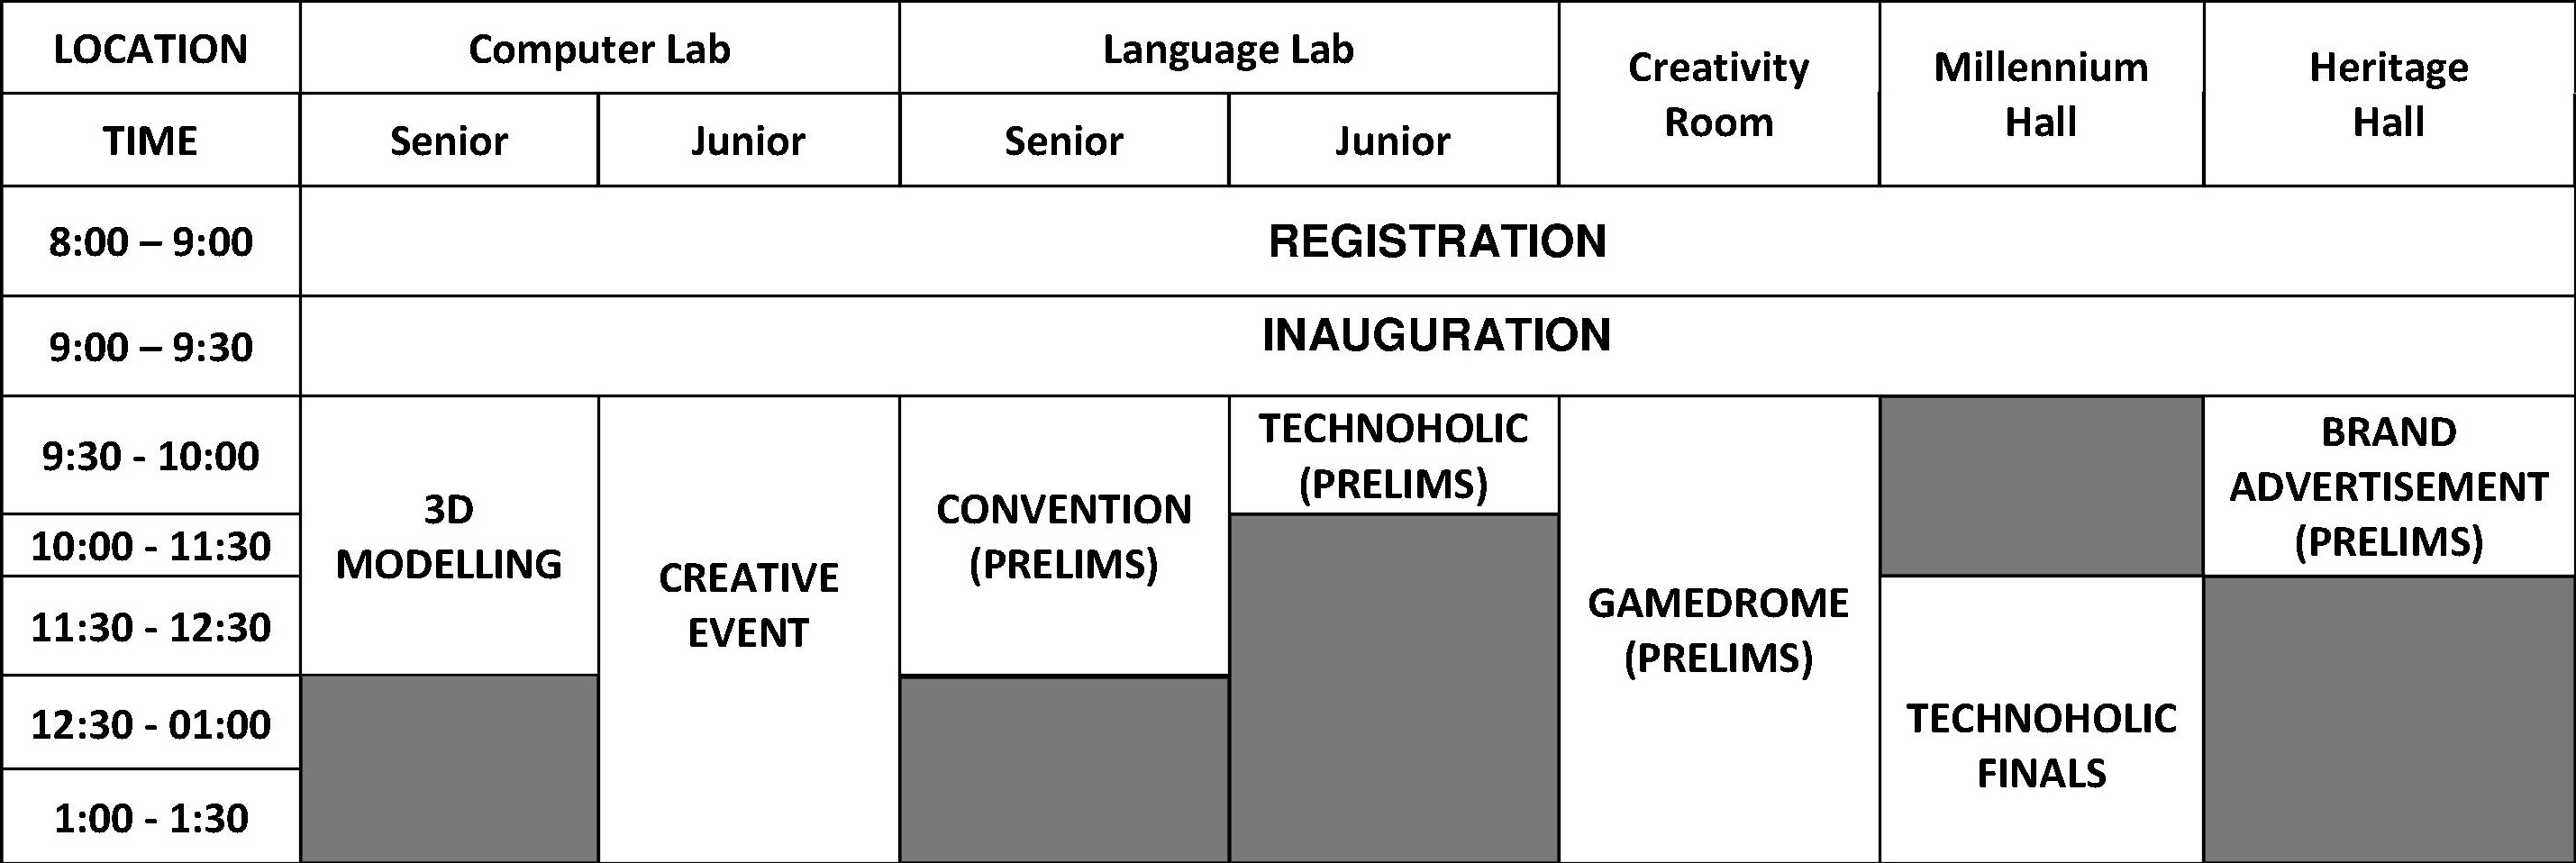 LOCATION
Computer Lab
Language Lab
Creativity
Room
Millennium
Hall
Heritage
Hall
TIME
Senior
Junior
Senior
Junior
8:00 – 9:00
REGISTRATION
9:00 – 9:30
INAUGURATION
9:30 - 10:00
10:00 - 11:30
11:30 - 12:30
12:30 - 01:00
1:00 - 1:30
3D
MODELLING
CREATIVE
EVENT
CONVENTION
(PRELIMS)
TECHNOHOLIC
(PRELIMS)
GAMEDROME
(PRELIMS)
TECHNOHOLIC
FINALS
BRAND
ADVERTISEMENT
(PRELIMS)